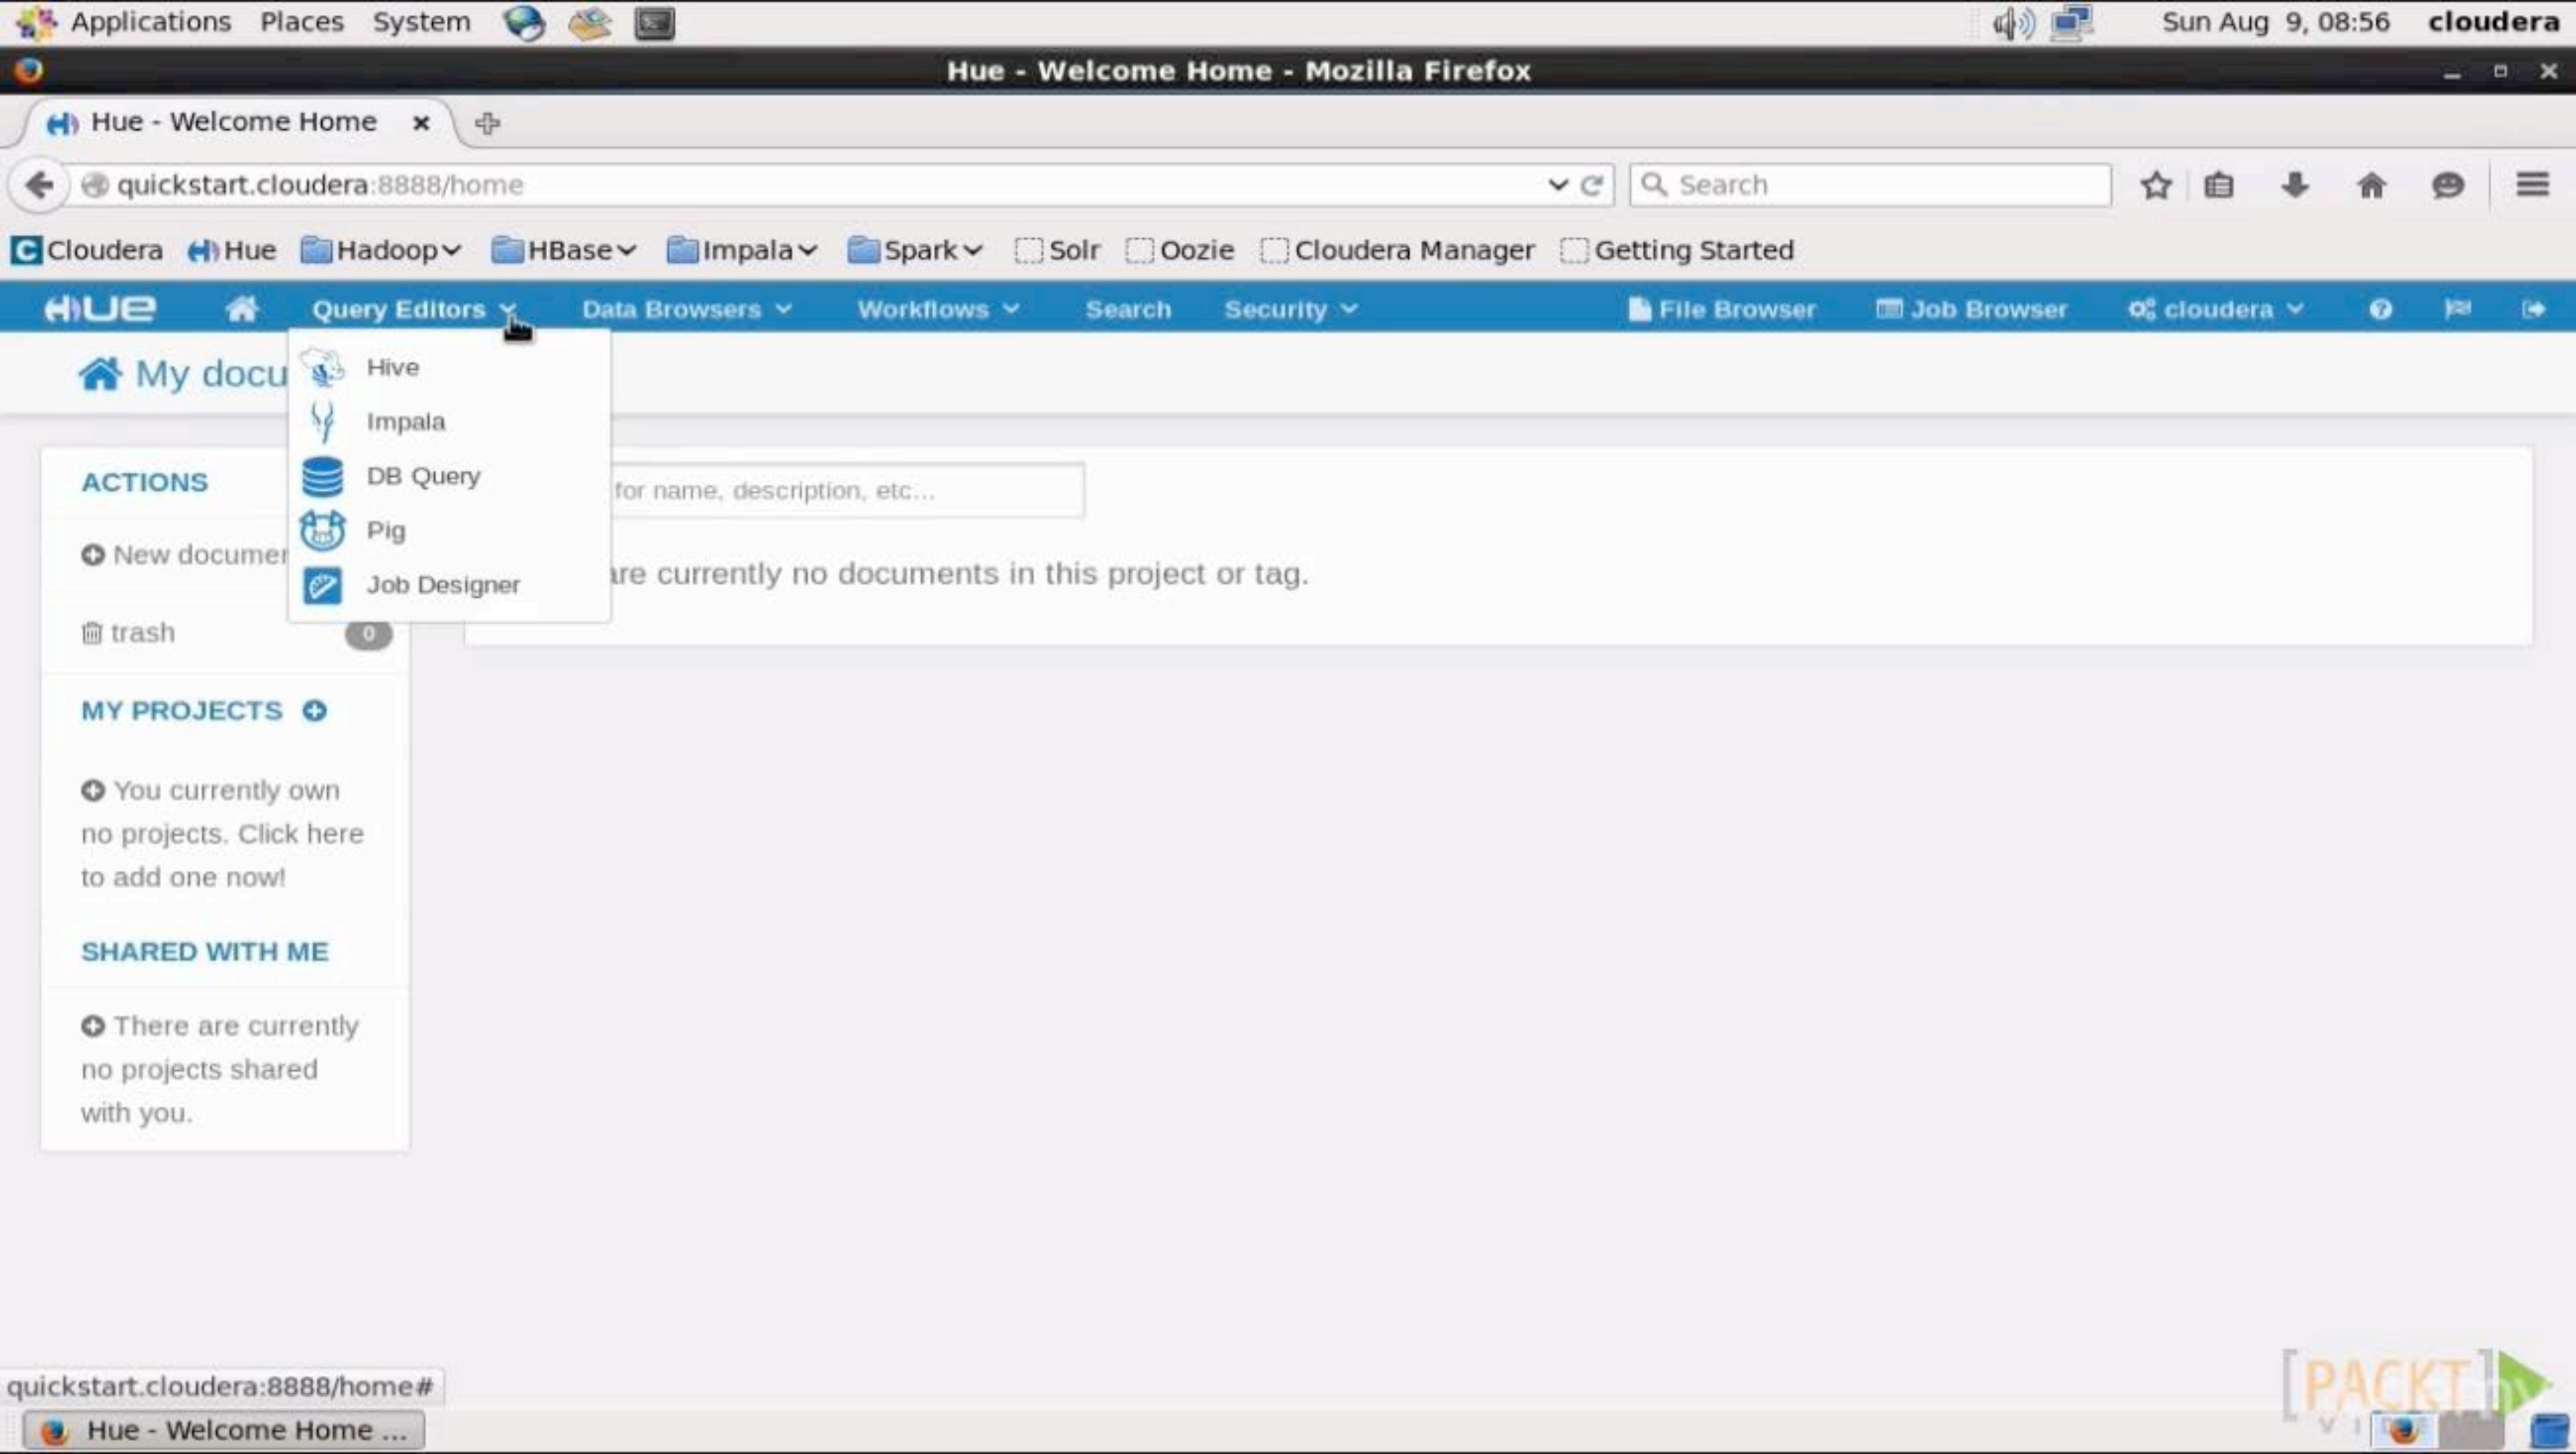 Applications Places System Sun Aug 9, 08:56 cloudera
Hue - Welcome Home - Mozilla Firefox
Hue - Welcome Home
quickstart.cloudera:8888/home Search
Cloudera Hue Hadoop HBase Impala Spark Solr Oozie Cloudera Manager Getting Started
HUE Query Editors Data Browsers Workflows Search Security File Browser Job Browser cloudera
My docu
Hive
Impala
DB Query
Pig
Job Designer
ACTIONS
for name, description, etc...
New documen
are currently no documents in this project or tag.
trash 0
MY PROJECTS
You currently own
no projects. Click here
to add one now!
SHARED WITH ME
There are currently
no projects shared
with you.
quickstart.cloudera:8888/home#
[PACKT]
Hue - Welcome Home ...